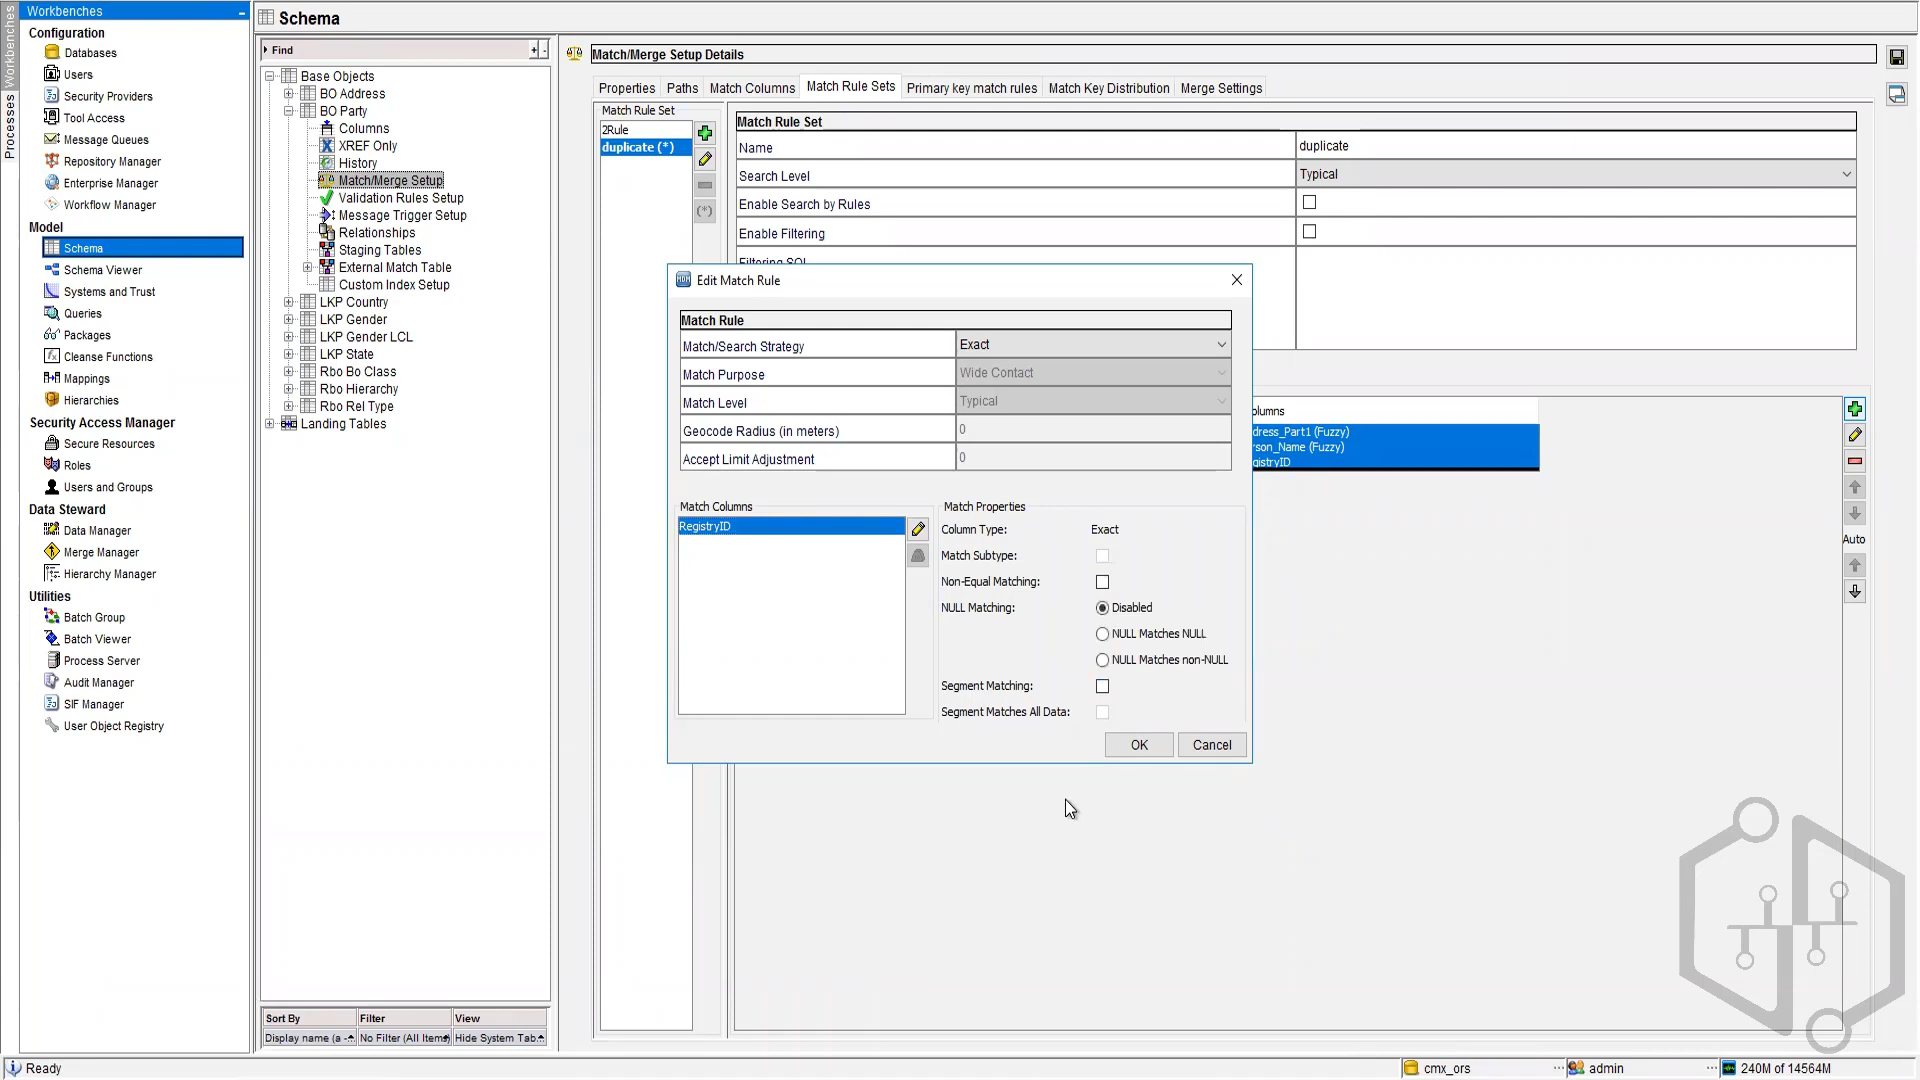 Workbenches
Processes
Workbenches
Configuration
Databases
Users
Security Providers
Tool Access
Message Queues
Repository Manager
Enterprise Manager
Workflow Manager
Model
Schema
Schema Viewer
Systems and Trust
Queries
Packages
Cleanse Functions
Mappings
Hierarchies
Security Access Manager
Secure Resources
Roles
Users and Groups
Data Steward
Data Manager
Merge Manager
Hierarchy Manager
Utilities
Batch Group
Batch Viewer
Process Server
Audit Manager
SIF Manager
User Object Registry
Schema
Find
Base Objects
BO Address
BO Party
Columns
XREF Only
History
Match/Merge Setup
Validation Rules Setup
Message Trigger Setup
Relationships
Staging Tables
External Match Table
Custom Index Setup
LKP Country
LKP Gender
LKP Gender LCL
LKP State
Rbo Bo Class
Rbo Hierarchy
Rbo Rel Type
Landing Tables
Sort By Filter View
Display name (a - No Filter (All Items) Hide System Tab..
Match/Merge Setup Details
Properties Paths Match Columns Match Rule Sets Primary key match rules Match Key Distribution Merge Settings
Match Rule Set
2Rule
duplicate (*)
(*)
Match Rule Set
Name duplicate
Search Level Typical
Enable Search by Rules
Enable Filtering
Filtering SQL
Edit Match Rule
Match Rule
Match/Search Strategy Exact
Match Purpose Wide Contact
Match Level Typical
Geocode Radius (in meters) 0
Accept Limit Adjustment 0
Match Columns
RegistryID
Match Properties
Column Type: Exact
Match Subtype:
Non-Equal Matching:
NULL Matching: Disabled
NULL Matches NULL
NULL Matches non-NULL
Segment Matching:
Segment Matches All Data:
OK Cancel
olumns
dress_Part1 (Fuzzy)
rson_Name (Fuzzy)
gistryID
Auto
Ready
cmx_ors
admin
240M of 14564M